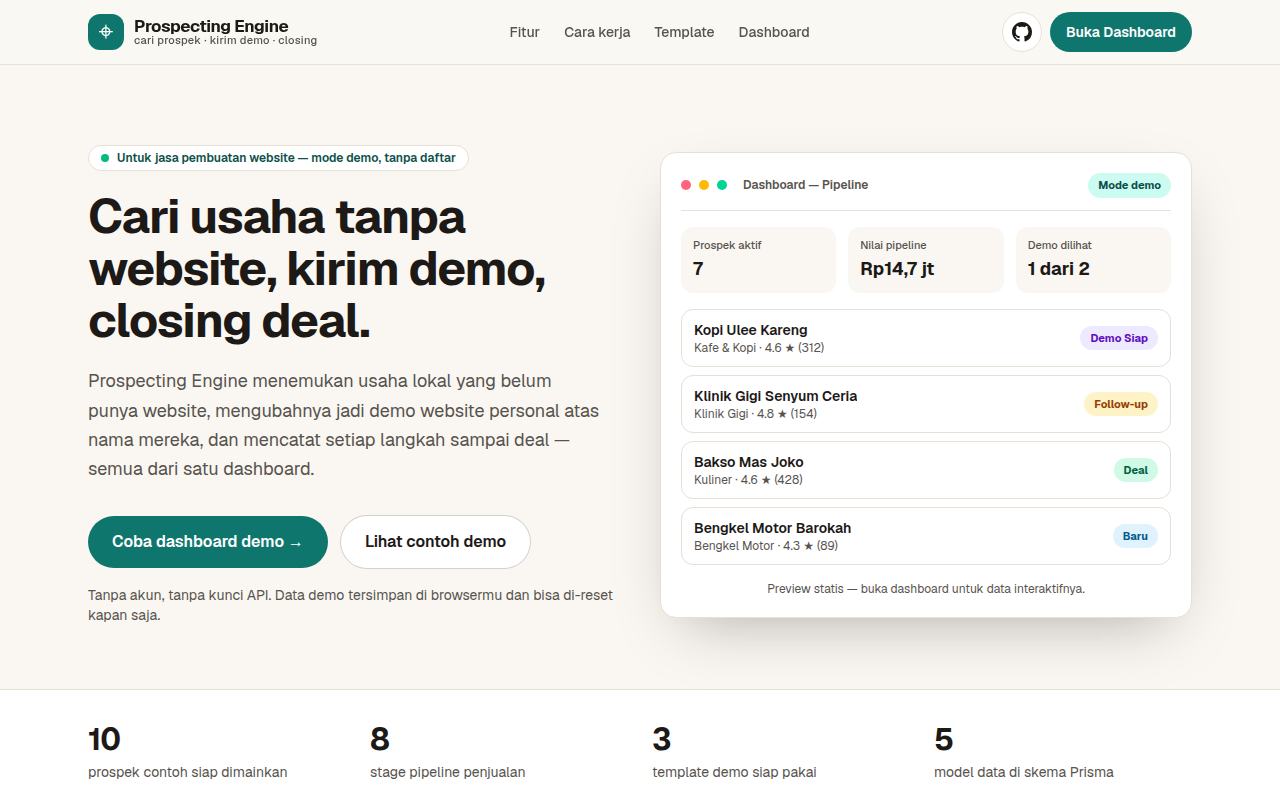 Prospecting Engine
cari prospek · kirim demo · closing
Fitur
Cara kerja
Template
Dashboard
Buka Dashboard
Untuk jasa pembuatan website — mode demo, tanpa daftar
Cari usaha tanpa
website, kirim demo,
closing deal.
Prospecting Engine menemukan usaha lokal yang belum
punya website, mengubahnya jadi demo website personal atas
nama mereka, dan mencatat setiap langkah sampai deal —
semua dari satu dashboard.
Coba dashboard demo →
Lihat contoh demo
Tanpa akun, tanpa kunci API. Data demo tersimpan di browsermu dan bisa di-reset
kapan saja.
Dashboard — Pipeline
Mode demo
Prospek aktif
7
Nilai pipeline
Rp14,7 jt
Demo dilihat
1 dari 2
Kopi Ulee Kareng
Kafe & Kopi · 4.6 ★ (312)
Demo Siap
Klinik Gigi Senyum Ceria
Klinik Gigi · 4.8 ★ (154)
Follow-up
Bakso Mas Joko
Kuliner · 4.6 ★ (428)
Deal
Bengkel Motor Barokah
Bengkel Motor · 4.3 ★ (89)
Baru
Preview statis — buka dashboard untuk data interaktifnya.
10
prospek contoh siap dimainkan
8
stage pipeline penjualan
3
template demo siap pakai
5
model data di skema Prisma